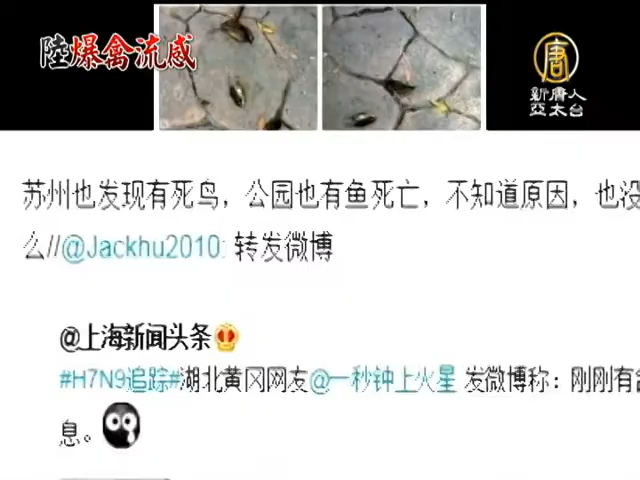 陸爆禽流感
新唐人
亞太台
苏州也发现有死鸟，公园也有鱼死亡，不知道原因，也没
么//@Jackhu2010: 转发微博
@上海新闻头条
#H7N9追踪#湖北黄冈网友@一秒钟上火星 发微博称：刚刚有
息。